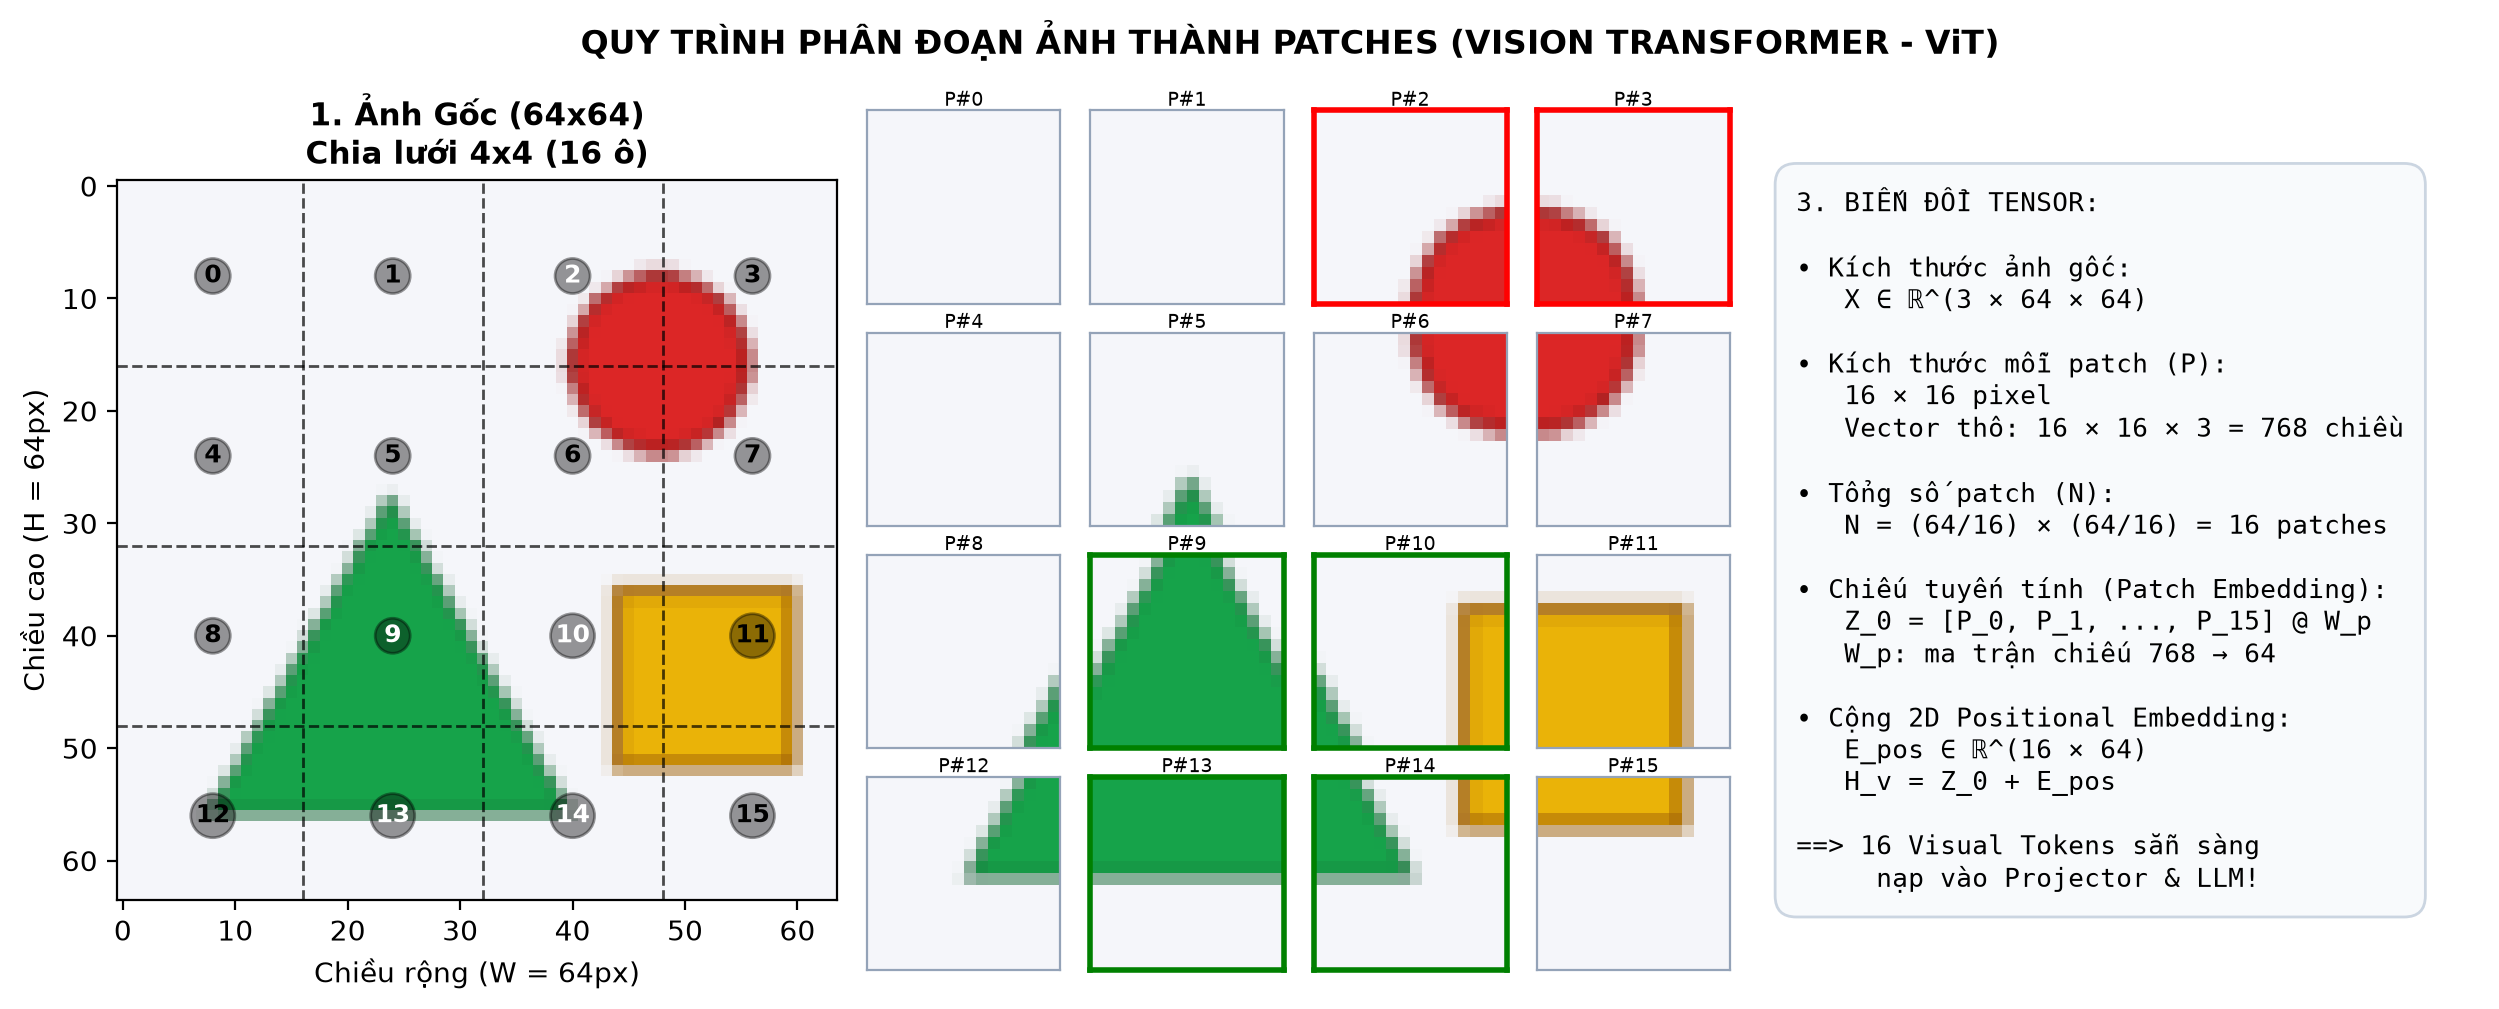 QUY TRÌNH PHÂN ĐOẠN ẢNH THÀNH PATCHES (VISION TRANSFORMER - ViT)
1. Ảnh Gốc (64x64)
Chia lưới 4x4 (16 ô)
0
10
20
30
40
50
60
Chiều cao (H = 64px)
0 1 2 3
4 5 6 7
8 9 10 11
12 13 14 15
0 10 20 30 40 50 60
Chiều rộng (W = 64px)
P#0 P#1 P#2 P#3
P#4 P#5 P#6 P#7
P#8 P#9 P#10 P#11
P#12 P#13 P#14 P#15
3. BIẾN ĐỔI TENSOR:
• Kích thước ảnh gốc:
X ∈ ℝ^(3 × 64 × 64)
• Kích thước mỗi patch (P):
16 × 16 pixel
Vector thô: 16 × 16 × 3 = 768 chiều
• Tổng số patch (N):
N = (64/16) × (64/16) = 16 patches
• Chiếu tuyến tính (Patch Embedding):
Z_0 = [P_0, P_1, ..., P_15] @ W_p
W_p: ma trận chiếu 768 → 64
• Cộng 2D Positional Embedding:
E_pos ∈ ℝ^(16 × 64)
H_v = Z_0 + E_pos
==> 16 Visual Tokens sẵn sàng
nạp vào Projector & LLM!